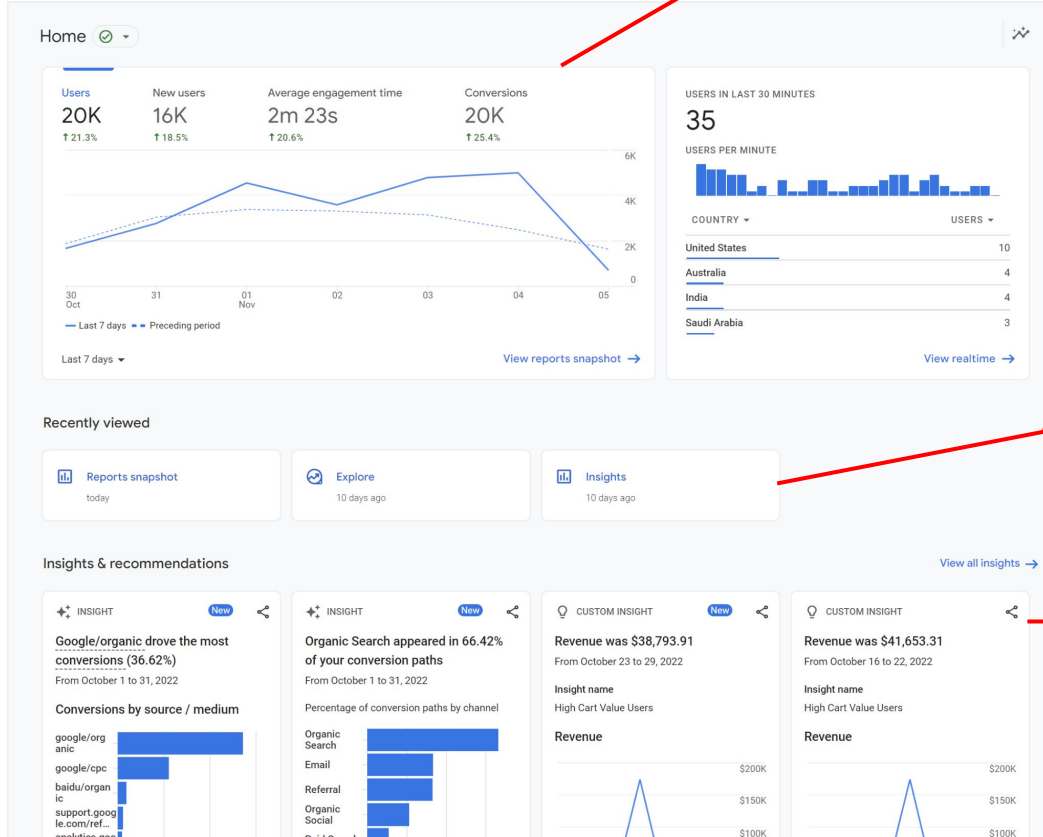 Home
Users New users Average engagement time Conversions
20K 16K 2m 23s 20K
↑ 21.3% ↑ 18.5% ↑ 20.6% ↑ 25.4%
6K
4K
2K
0
30 31 01 02 03 04 05
Oct Nov
Last 7 days Preceding period
Last 7 days View reports snapshot →
USERS IN LAST 30 MINUTES
35
USERS PER MINUTE
COUNTRY USERS
United States 10
Australia 4
India 4
Saudi Arabia 3
View realtime →
Recently viewed
Reports snapshot
today
Explore
10 days ago
Insights
10 days ago
Insights & recommendations View all insights →
INSIGHT New
Google/organic drove the most
conversions (36.62%)
From October 1 to 31, 2022
Conversions by source / medium
google/org
anic
google/cpc
baidu/organ
ic
support.goog
le.com/ref...
INSIGHT New
Organic Search appeared in 66.42%
of your conversion paths
From October 1 to 31, 2022
Percentage of conversion paths by channel
Organic
Search
Email
Referral
Organic
Social
CUSTOM INSIGHT New
Revenue was $38,793.91
From October 23 to 29, 2022
Insight name
High Cart Value Users
Revenue
$200K
$150K
$100K
CUSTOM INSIGHT
Revenue was $41,653.31
From October 16 to 22, 2022
Insight name
High Cart Value Users
Revenue
$200K
$150K
$100K